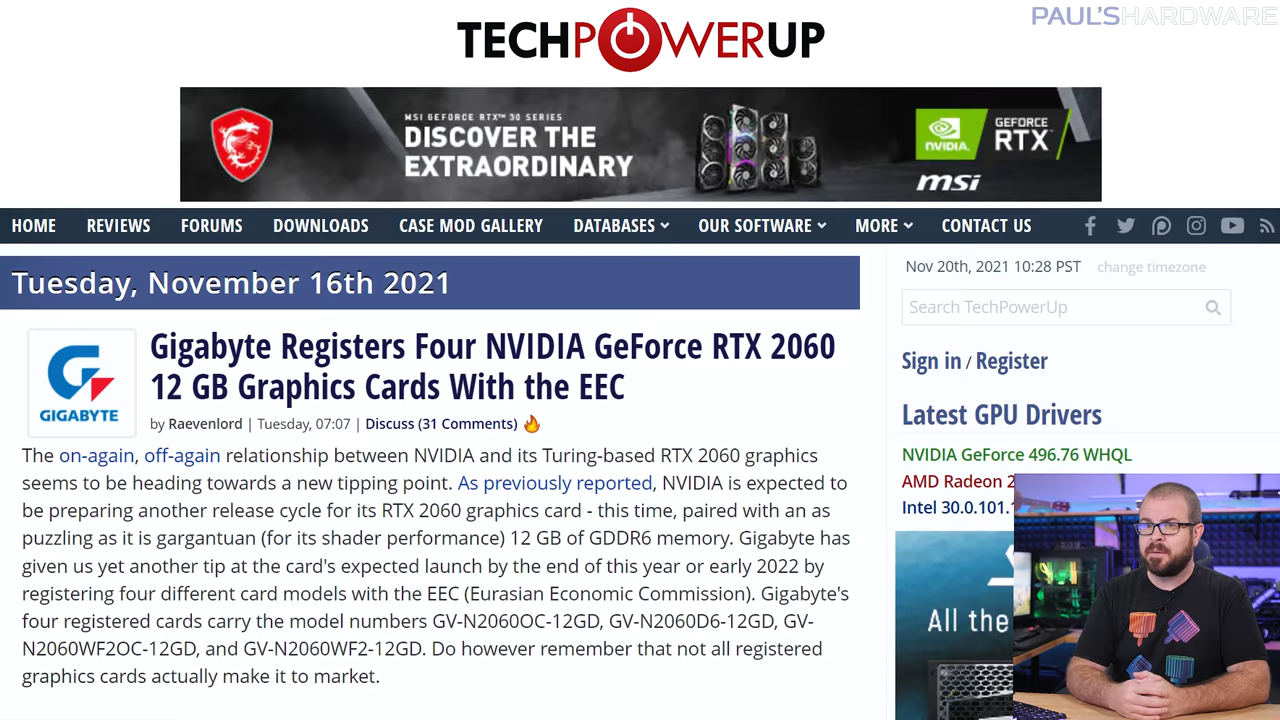 PAUL'SHARDWARE
TECHPOWERUP
MSI GEFORCE RTX™ 30 SERIES
DISCOVER THE
EXTRAORDINARY
NVIDIA.
GEFORCE
RTX™
msi
HOME REVIEWS FORUMS DOWNLOADS CASE MOD GALLERY DATABASES OUR SOFTWARE MORE CONTACT US
Tuesday, November 16th 2021
Nov 20th, 2021 10:28 PST change timezone
Search TechPowerUp
GIGABYTE
Gigabyte Registers Four NVIDIA GeForce RTX 2060
12 GB Graphics Cards With the EEC
by Raevenlord | Tuesday, 07:07 | Discuss (31 Comments)
The on-again, off-again relationship between NVIDIA and its Turing-based RTX 2060 graphics
seems to be heading towards a new tipping point. As previously reported, NVIDIA is expected to
be preparing another release cycle for its RTX 2060 graphics card - this time, paired with an as
puzzling as it is gargantuan (for its shader performance) 12 GB of GDDR6 memory. Gigabyte has
given us yet another tip at the card's expected launch by the end of this year or early 2022 by
registering four different card models with the EEC (Eurasian Economic Commission). Gigabyte's
four registered cards carry the model numbers GV-N2060OC-12GD, GV-N2060D6-12GD, GV-
N2060WF2OC-12GD, and GV-N2060WF2-12GD. Do however remember that not all registered
graphics cards actually make it to market.
Sign in / Register
Latest GPU Drivers
NVIDIA GeForce 496.76 WHQL
AMD Radeon 2
Intel 30.0.101.1
All the